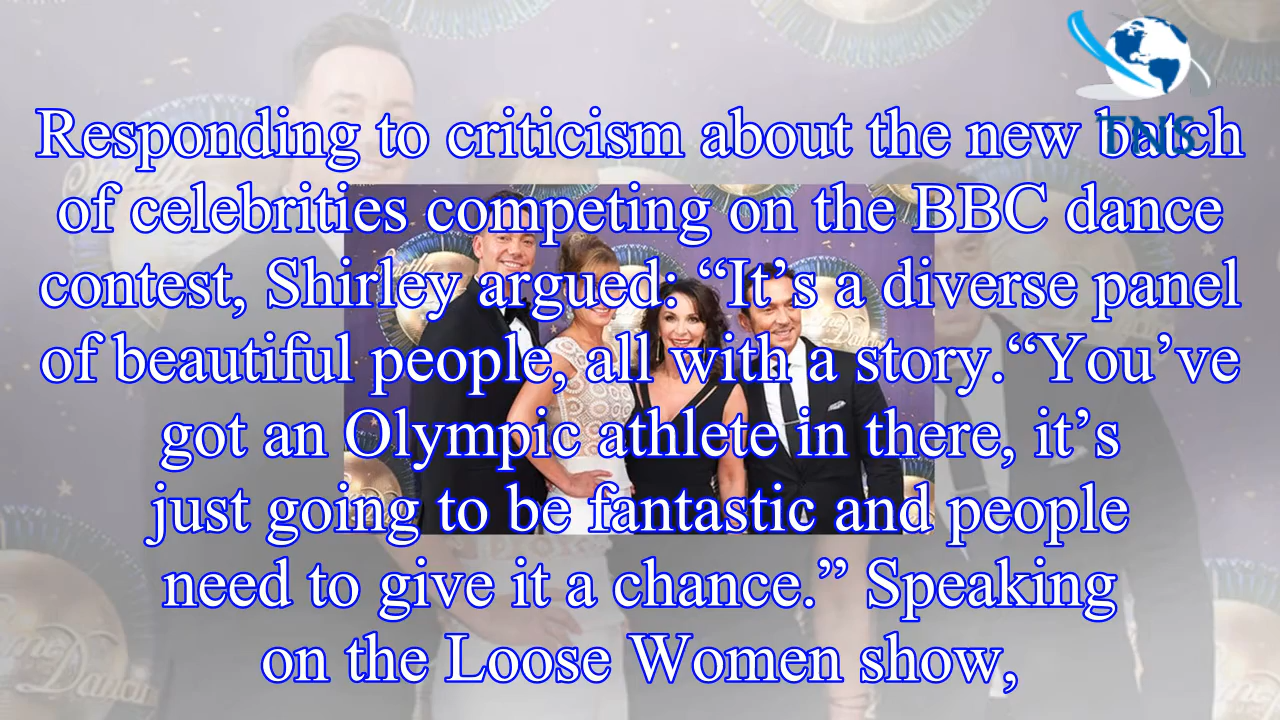 TNS
Responding to criticism about the new batch
of celebrities competing on the BBC dance
contest, Shirley argued: “It’s a diverse panel
of beautiful people, all with a story. “You’ve
got an Olympic athlete in there, it’s
just going to be fantastic and people
need to give it a chance.” Speaking
on the Loose Women show,